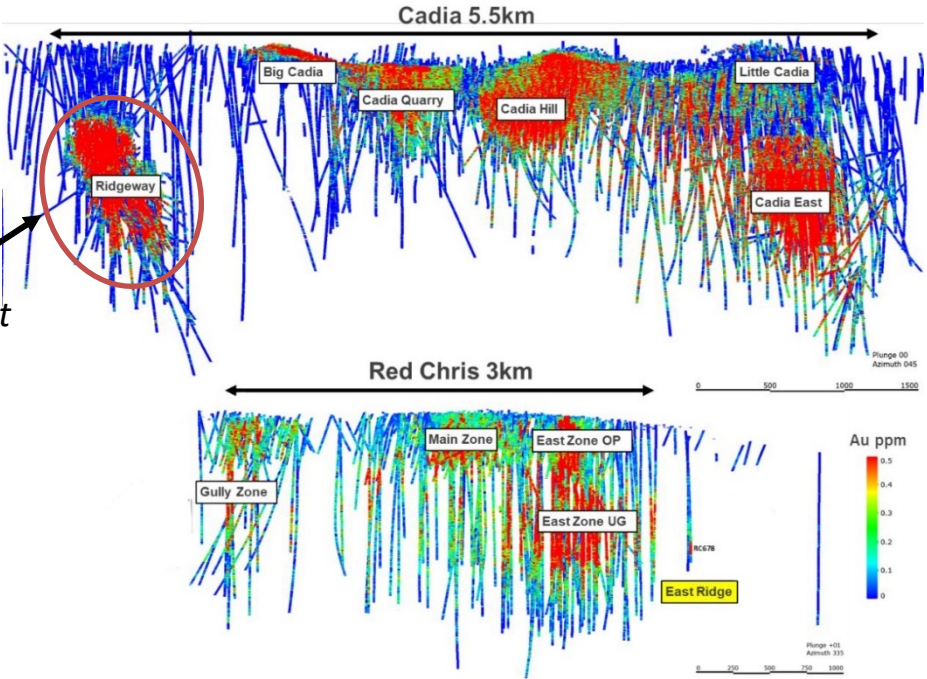 Cadia 5.5km
Big Cadia
Little Cadia
Cadia Quarry
Cadia Hill
Ridgeway
Cadia East
t
Plunge 00
Azimuth 045
0 500 1000 1500
Red Chris 3km
Main Zone
East Zone OP
Au ppm
0.5
0.4
0.3
0.2
0.1
0
Gully Zone
East Zone UG
RC678
East Ridge
Plunge +01
Azimuth 335
0 250 500 750 1000